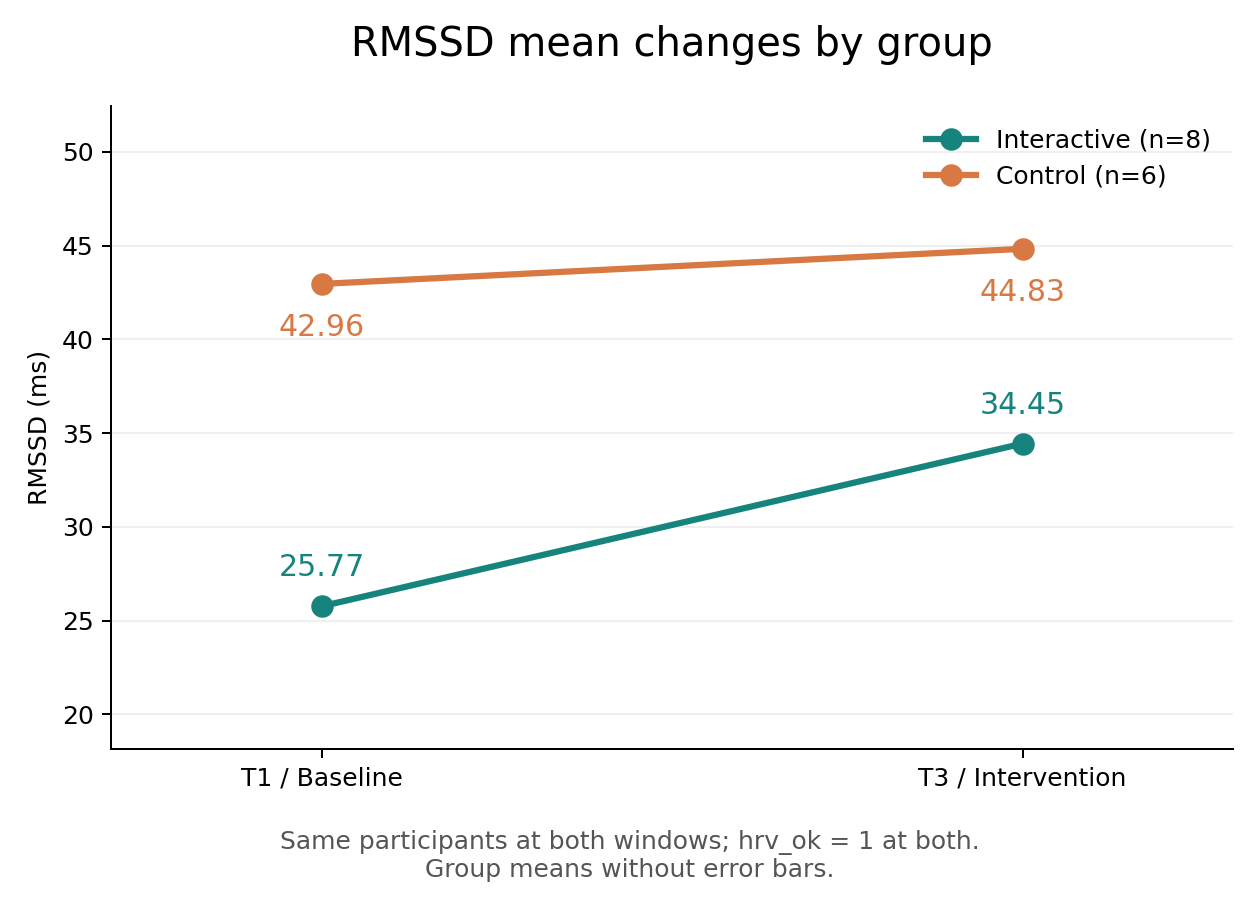 RMSSD mean changes by group
Interactive (n=8)
Control (n=6)
RMSSD (ms)
50
45
40
35
30
25
20
42.96
44.83
34.45
25.77
T1 / Baseline
T3 / Intervention
Same participants at both windows; hrv_ok = 1 at both.
Group means without error bars.